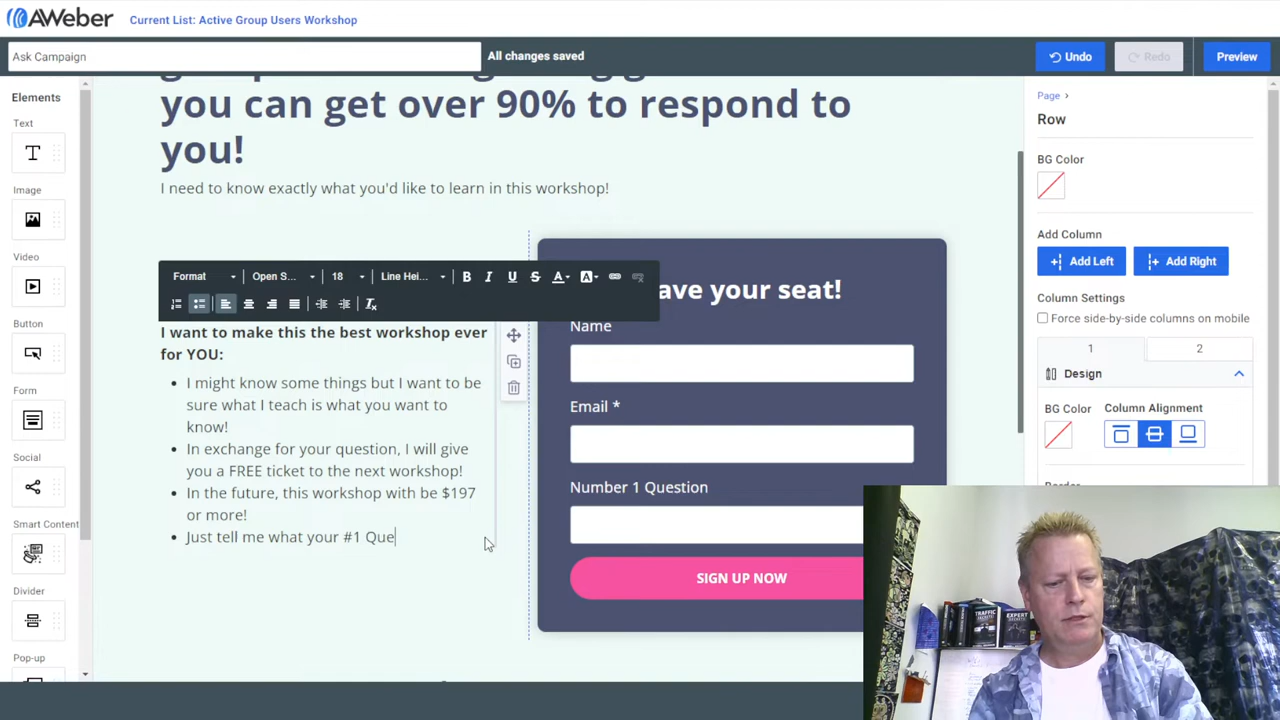 AWeber
Current List: Active Group Users Workshop
Ask Campaign
All changes saved
Undo
Redo
Preview
Elements
Text
Image
Video
Button
Form
Social
Smart Content
Divider
Pop-up
you can get over 90% to respond to
you!
I need to know exactly what you'd like to learn in this workshop!
Format
Open S...
18
Line Hei...
I want to make this the best workshop ever
for YOU:
I might know some things but I want to be
sure what I teach is what you want to
know!
In exchange for your question, I will give
you a FREE ticket to the next workshop!
In the future, this workshop with be $197
or more!
Just tell me what your #1 Que
ave your seat!
Name
Email *
Number 1 Question
SIGN UP NOW
Page >
Row
BG Color
Add Column
Add Left
Add Right
Column Settings
Force side-by-side columns on mobile
1
2
Design
BG Color
Column Alignment
TRAFFIC
SECRETS
EXPERT
SECRETS